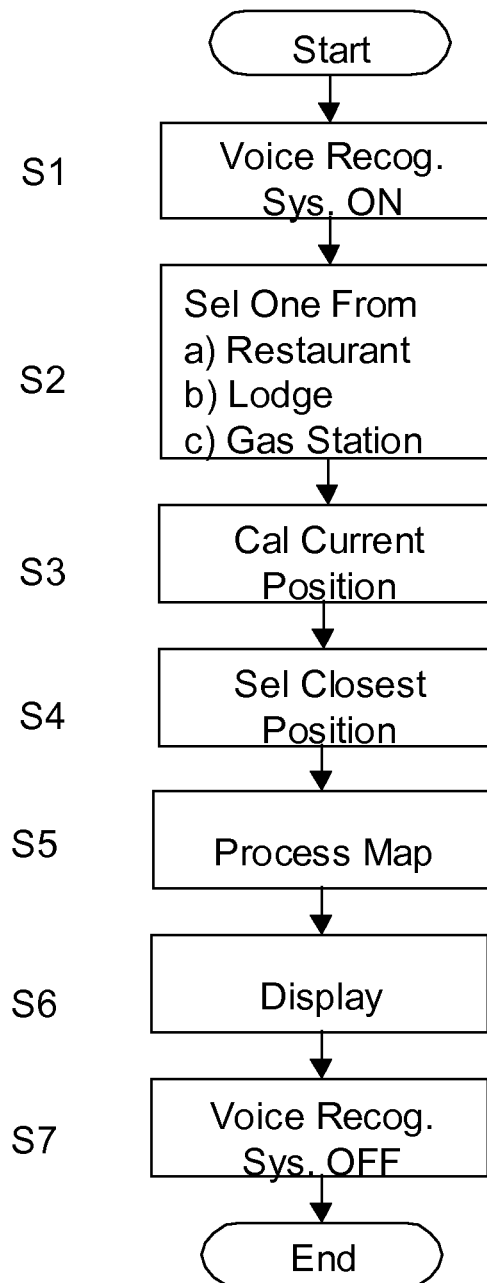 Start
S1
Voice Recog.
Sys. ON
S2
Sel One From
a) Restaurant
b) Lodge
c) Gas Station
S3
Cal Current
Position
S4
Sel Closest
Position
S5
Process Map
S6
Display
S7
Voice Recog.
Sys. OFF
End